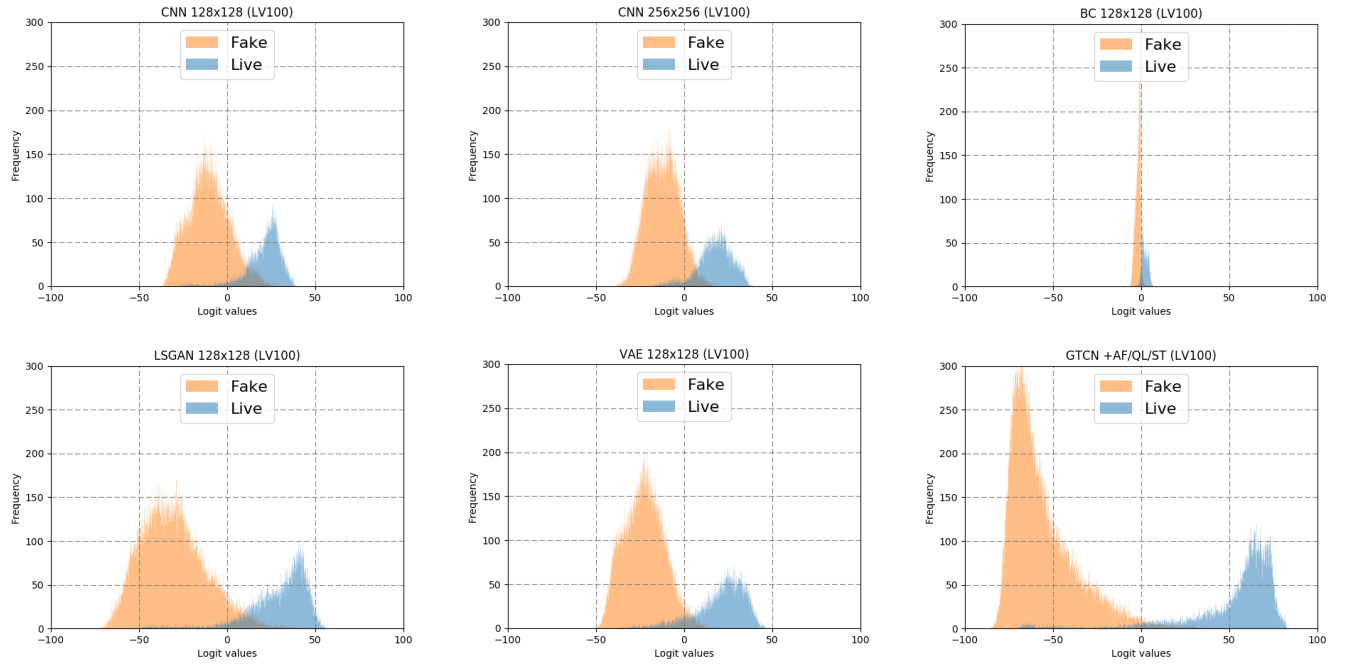 CNN 128x128 (LV100)
300
250
200
150
100
50
0
Frequency
Fake
Live
−100
−50
0
50
100
Logit values
CNN 256x256 (LV100)
300
250
200
150
100
50
0
Frequency
Fake
Live
−100
−50
0
50
100
Logit values
BC 128x128 (LV100)
300
250
200
150
100
50
0
Frequency
Fake
Live
−100
−50
0
50
100
Logit values
LSGAN 128x128 (LV100)
300
250
200
150
100
50
0
Frequency
Fake
Live
−100
−50
0
50
100
Logit values
VAE 128x128 (LV100)
300
250
200
150
100
50
0
Frequency
Fake
Live
−100
−50
0
50
100
Logit values
GTCN +AF/QL/ST (LV100)
300
250
200
150
100
50
0
Frequency
Fake
Live
−100
−50
0
50
100
Logit values